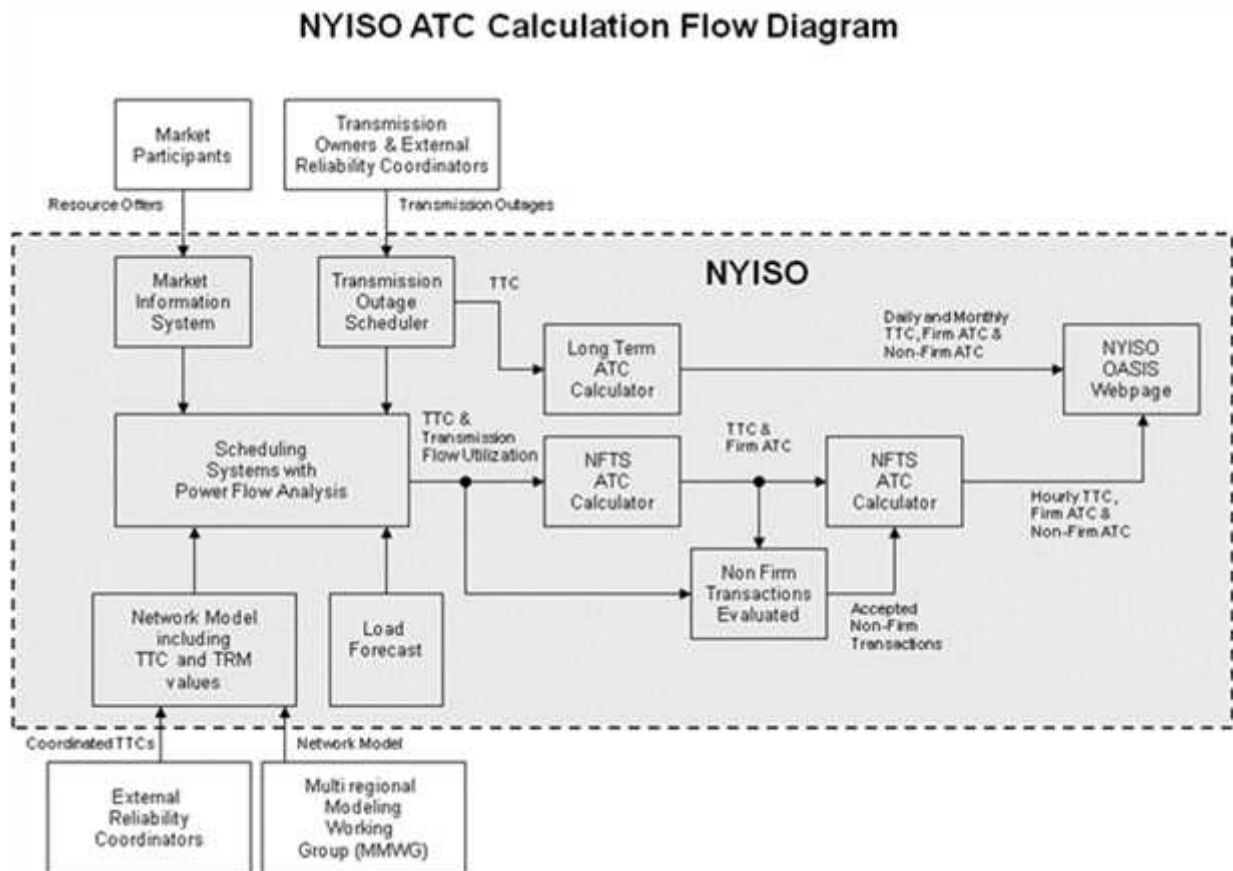 NYISO ATC Calculation Flow Diagram
Market
Participants
Transmission
Owners & External
Reliability Coordinators
Resource Offers
Transmission Outages
NYISO
Market
Information
System
Transmission
Outage
Scheduler
TTC
Long Term
ATC
Calculator
Daily and Monthly
TTC, Firm ATC &
Non-Firm ATC
NYISO
OASIS
Webpage
Scheduling
Systems with
Power Flow Analysis
TTC &
Transmission
Flow Utilization
NFTS
ATC
Calculator
TTC &
Firm ATC
NFTS
ATC
Calculator
Hourly TTC,
Firm ATC &
Non-Firm ATC
Non Firm
Transactions
Evaluated
Accepted
Non-Firm
Transactions
Network Model
including
TTC and TRM
values
Load
Forecast
Coordinated TTCs
Network Model
External
Reliability
Coordinators
Multi regional
Modeling
Working
Group (MMWG)